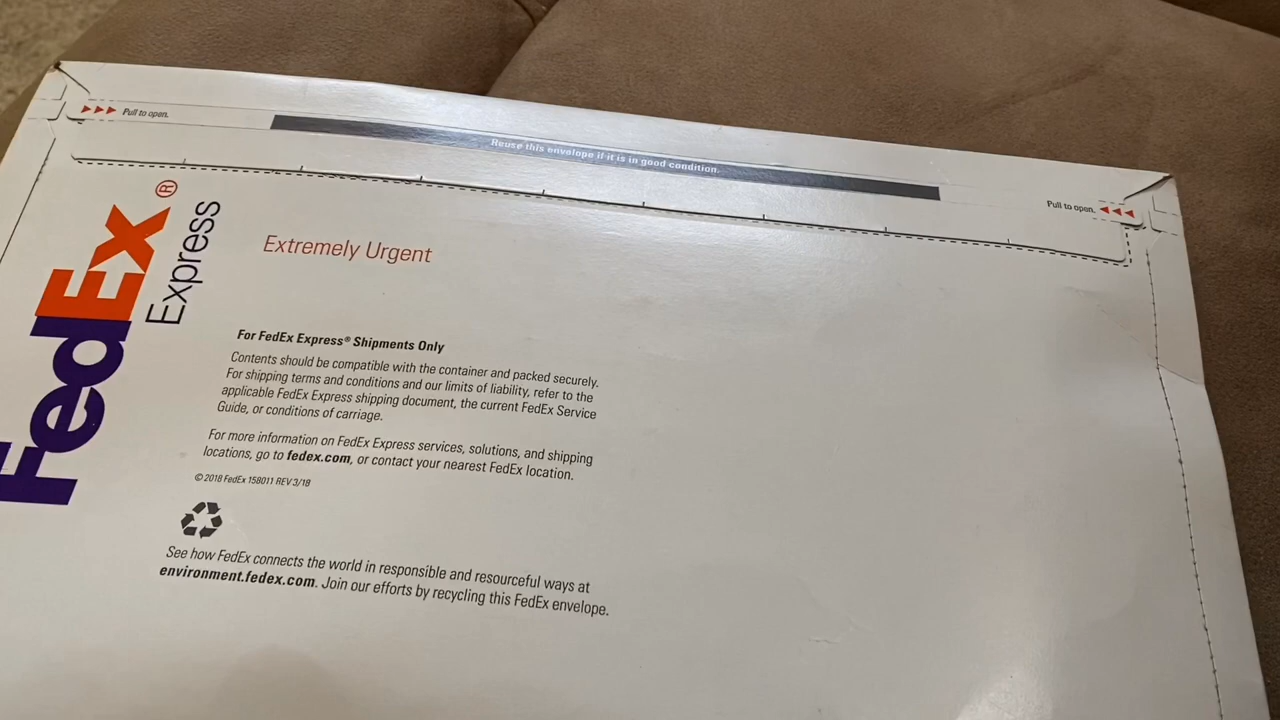 Pull to open.
Reuse this envelope if it is in good condition.
Pull to open.
FedEx®
Express
Extremely Urgent
For FedEx Express® Shipments Only
Contents should be compatible with the container and packed securely.
For shipping terms and conditions and our limits of liability, refer to the
applicable FedEx Express shipping document, the current FedEx Service
Guide, or conditions of carriage.
For more information on FedEx Express services, solutions, and shipping
locations, go to fedex.com, or contact your nearest FedEx location.
© 2018 FedEx 158011 REV 3/18
See how FedEx connects the world in responsible and resourceful ways at
environment.fedex.com. Join our efforts by recycling this FedEx envelope.